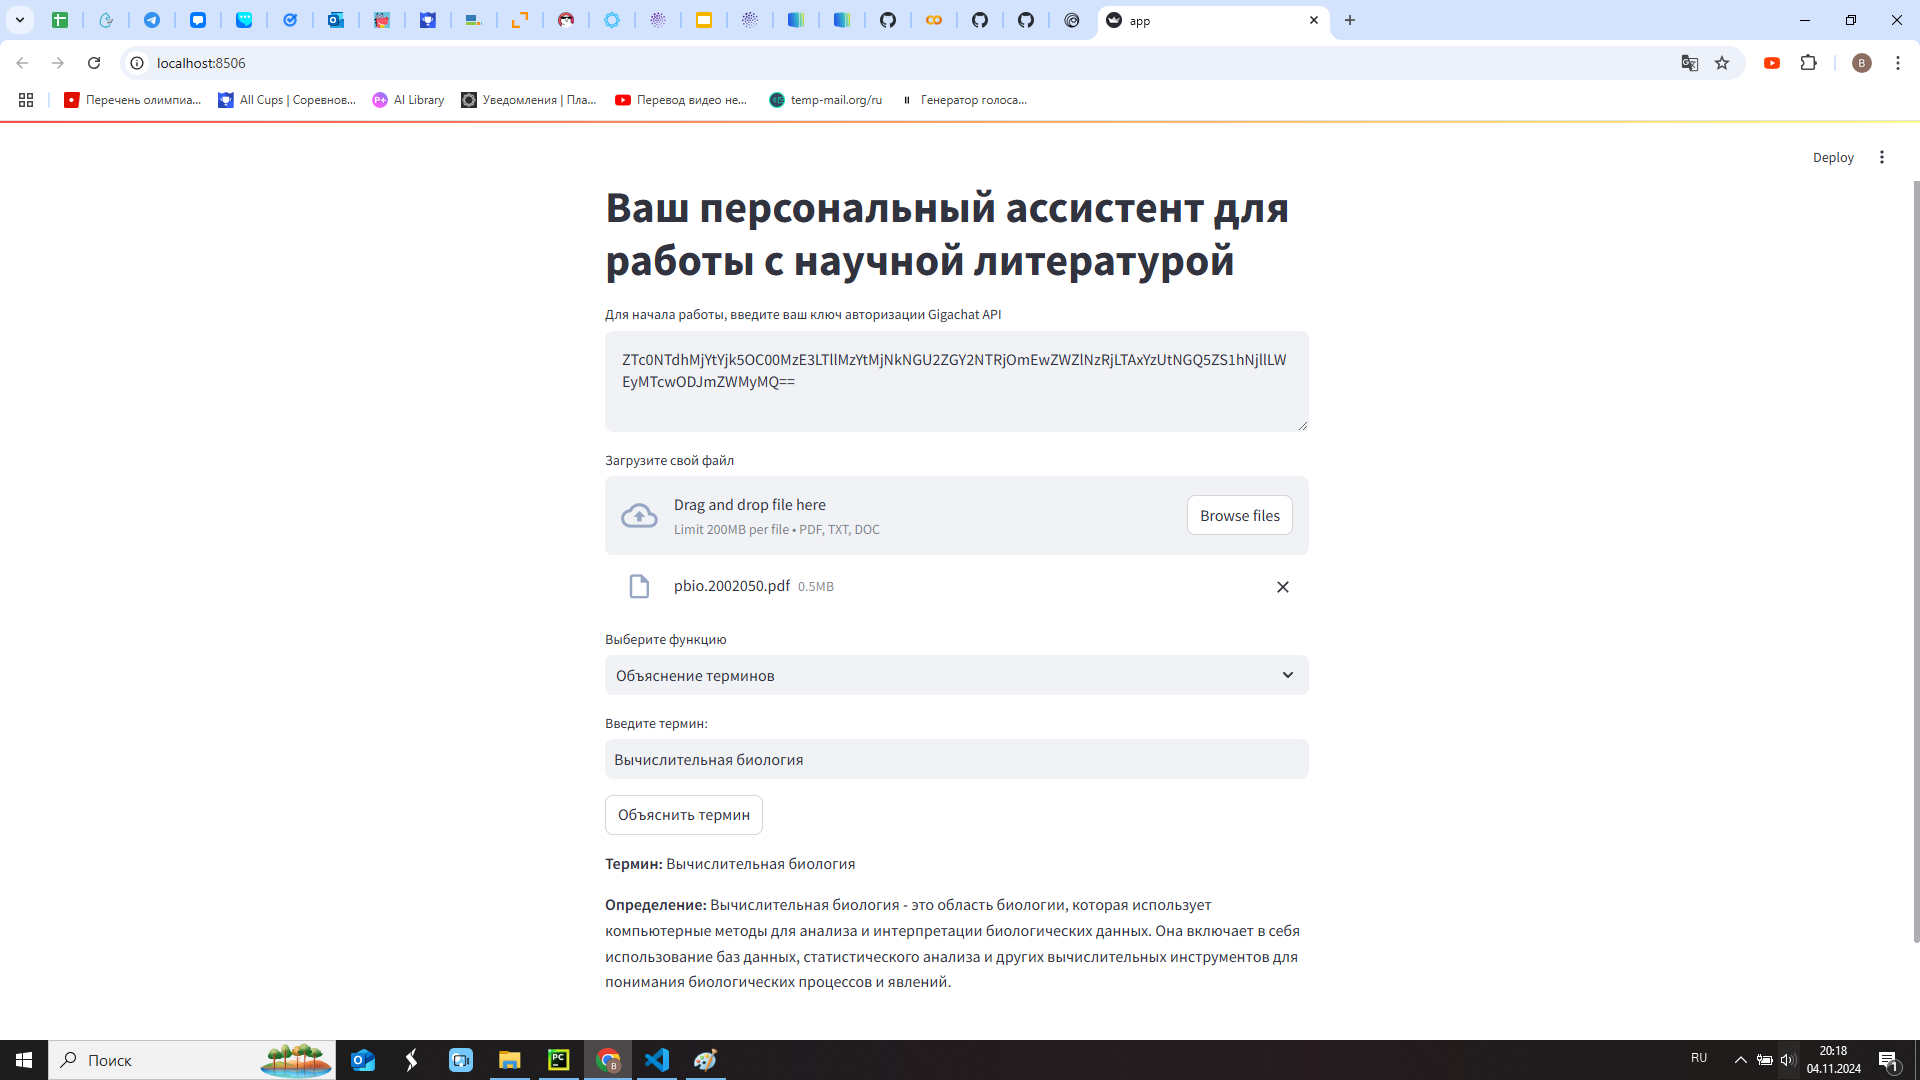 app
localhost:8506
Перечень олимпиа...
All Cups | Соревнов...
AI Library
Уведомления | Пла...
Перевод видео не...
temp-mail.org/ru
Генератор голоса...
Deploy
Ваш персональный ассистент для
работы с научной литературой
Для начала работы, введите ваш ключ авторизации Gigachat API
ZTc0NTdhMjYtYjk5OC00MzE3LTllMzYtMjNkNGU2ZGY2NTRjOmEwZWZlNzRjLTAxYzUtNGQ5ZS1hNjllLW
EyMTcwODJmZWMyMQ==
Загрузите свой файл
Drag and drop file here
Limit 200MB per file • PDF, TXT, DOC
Browse files
pbio.2002050.pdf 0.5MB
Выберите функцию
Объяснение терминов
Введите термин:
Вычислительная биология
Объяснить термин
Термин: Вычислительная биология
Определение: Вычислительная биология - это область биологии, которая использует
компьютерные методы для анализа и интерпретации биологических данных. Она включает в себя
использование баз данных, статистического анализа и других вычислительных инструментов для
понимания биологических процессов и явлений.
Поиск
RU
20:18
04.11.2024